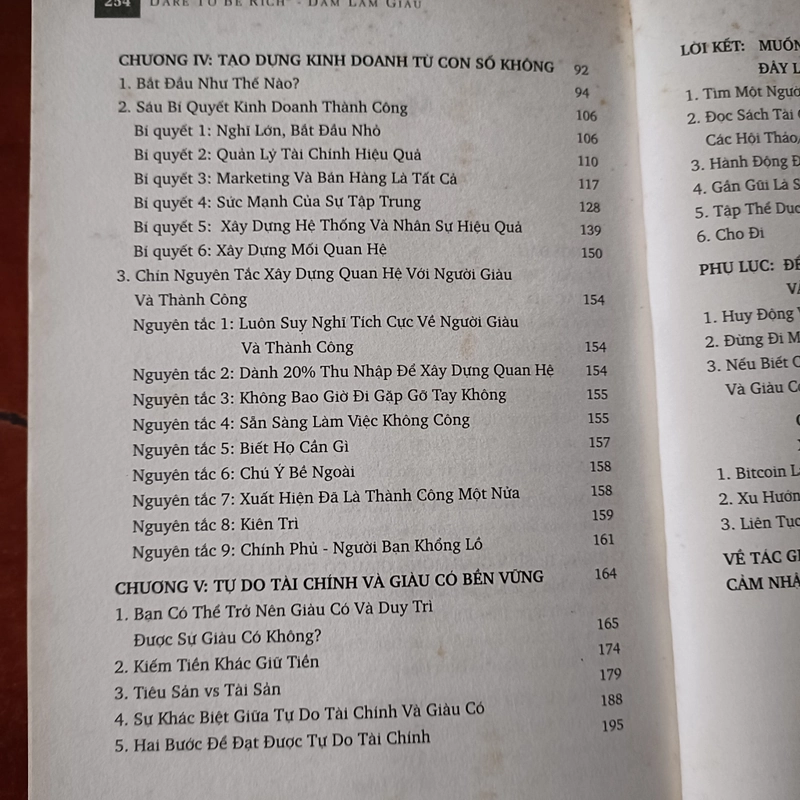 254 DARE TO BE RICH - DÁM LÀM GIÀU
CHƯƠNG IV: TẠO DỰNG KINH DOANH TỪ CON SỐ KHÔNG 92
1. Bắt Đầu Như Thế Nào? 94
2. Sáu Bí Quyết Kinh Doanh Thành Công 106
Bí quyết 1: Nghĩ Lớn, Bắt Đầu Nhỏ 106
Bí quyết 2: Quản Lý Tài Chính Hiệu Quả 110
Bí quyết 3: Marketing Và Bán Hàng Là Tất Cả 117
Bí quyết 4: Sức Mạnh Của Sự Tập Trung 128
Bí quyết 5: Xây Dựng Hệ Thống Và Nhân Sự Hiệu Quả 139
Bí quyết 6: Xây Dựng Mối Quan Hệ 150
3. Chín Nguyên Tắc Xây Dựng Quan Hệ Với Người Giàu
Và Thành Công 154
Nguyên tắc 1: Luôn Suy Nghĩ Tích Cực Về Người Giàu
Và Thành Công 154
Nguyên tắc 2: Dành 20% Thu Nhập Để Xây Dựng Quan Hệ 154
Nguyên tắc 3: Không Bao Giờ Đi Gặp Gỡ Tay Không 155
Nguyên tắc 4: Sẵn Sàng Làm Việc Không Công 155
Nguyên tắc 5: Biết Họ Cần Gì 157
Nguyên tắc 6: Chú Ý Bề Ngoài 158
Nguyên tắc 7: Xuất Hiện Đã Là Thành Công Một Nửa 158
Nguyên tắc 8: Kiên Trì 159
Nguyên tắc 9: Chính Phủ - Người Bạn Khổng Lồ 161
CHƯƠNG V: TỰ DO TÀI CHÍNH VÀ GIÀU CÓ BỀN VỮNG 164
1. Bạn Có Thể Trở Nên Giàu Có Và Duy Trì
Được Sự Giàu Có Không? 165
2. Kiếm Tiền Khác Giữ Tiền 174
3. Tiêu Sản vs Tài Sản 179
4. Sự Khác Biệt Giữa Tự Do Tài Chính Và Giàu Có 188
5. Hai Bước Để Đạt Được Tự Do Tài Chính 195
LỜI KẾT: MUỐN
ĐÂY L
1. Tìm Một Ngườ
2. Đọc Sách Tài
Các Hội Thảo,
3. Hành Động Đ
4. Gần Gũi Là S
5. Tập Thể Dục
6. Cho Đi
PHỤ LỤC: ĐỂ
VÀ
1. Huy Động V
2. Đừng Đi M
3. Nếu Biết C
Và Giàu Có
1. Bitcoin L
2. Xu Hướn
3. Liên Tục
VỀ TÁC GI
CẢM NHẬ